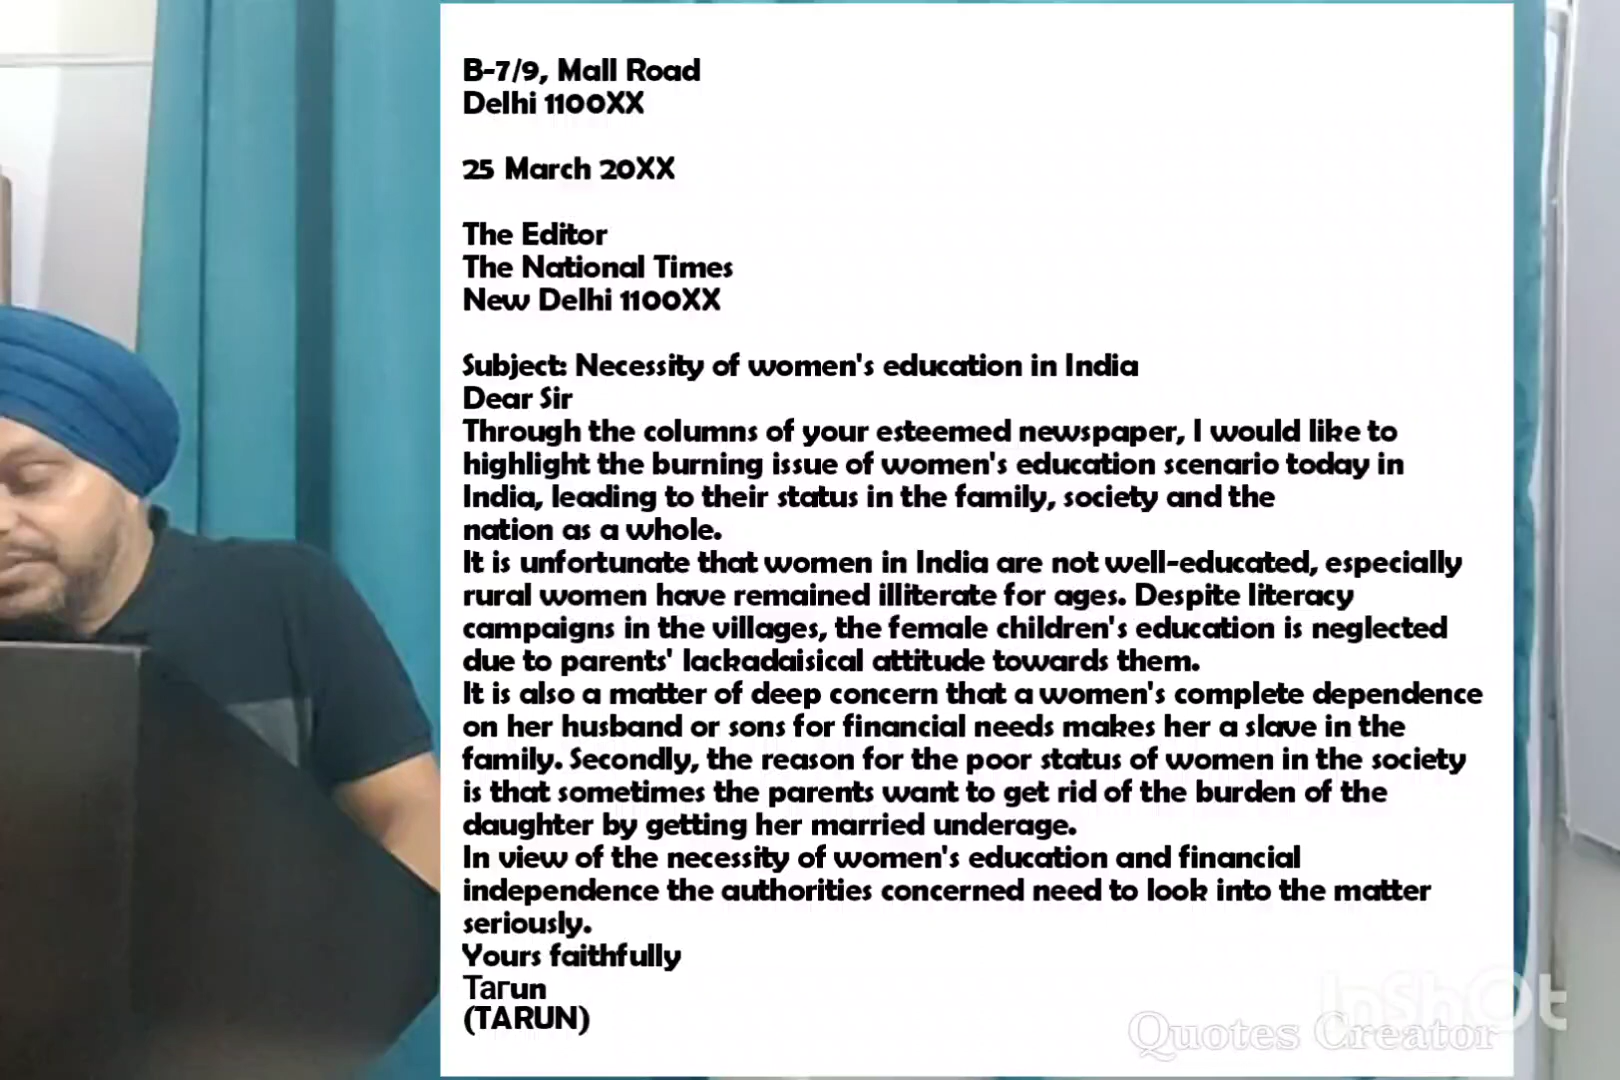 B-7/9, Mall Road
Delhi 1100XX
25 March 20XX
The Editor
The National Times
New Delhi 1100XX
Subject: Necessity of women's education in India
Dear Sir
Through the columns of your esteemed newspaper, I would like to
highlight the burning issue of women's education scenario today in
India, leading to their status in the family, society and the
nation as a whole.
It is unfortunate that women in India are not well-educated, especially
rural women have remained illiterate for ages. Despite literacy
campaigns in the villages, the female children's education is neglected
due to parents' lackadaisical attitude towards them.
It is also a matter of deep concern that a women's complete dependence
on her husband or sons for financial needs makes her a slave in the
family. Secondly, the reason for the poor status of women in the society
is that sometimes the parents want to get rid of the burden of the
daughter by getting her married underage.
In view of the necessity of women's education and financial
independence the authorities concerned need to look into the matter
seriously.
Yours faithfully
Tarun
(TARUN)
InShOt
Quotes Creator